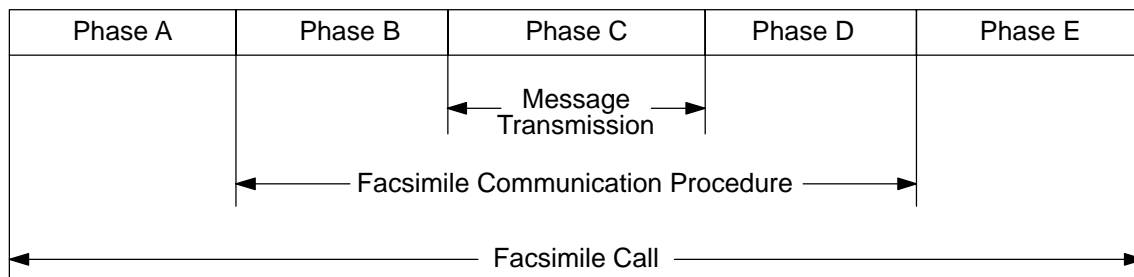 Phase A Phase B Phase C Phase D Phase E
Message
Transmission
Facsimile Communication Procedure
Facsimile Call